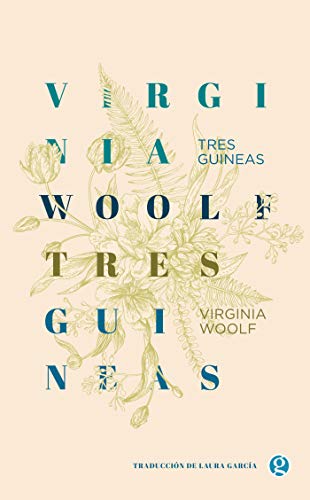 VIRGI
NIA
TRES
GUINEAS
WOOLF
TRES
GUI
VIRGINIA
WOOLF
NEAS
TRADUCCIÓN DE LAURA GARCÍA
g